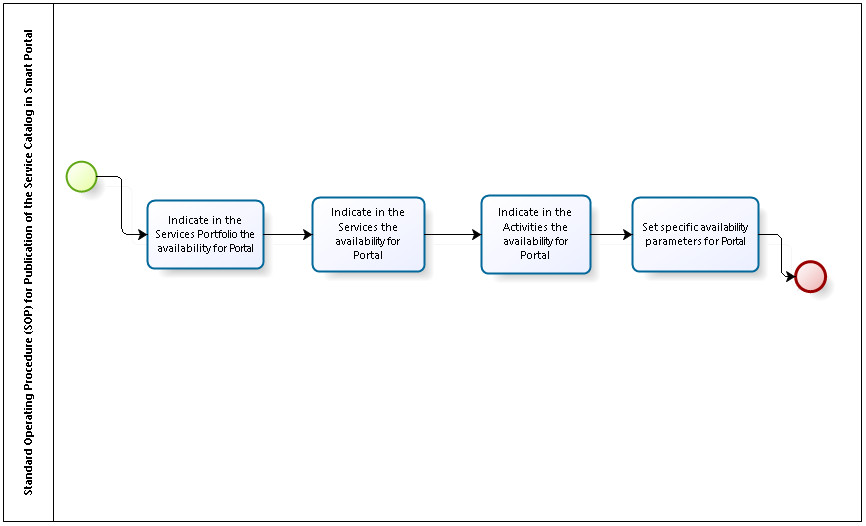 Standard Operating Procedure (SOP) for Publication of the Service Catalog in Smart Portal
Indicate in the
Services Portfolio the
availability for Portal
Indicate in the
Services the
availability for
Portal
Indicate in the
Activities the
availability for
Portal
Set specific availability
parameters for Portal